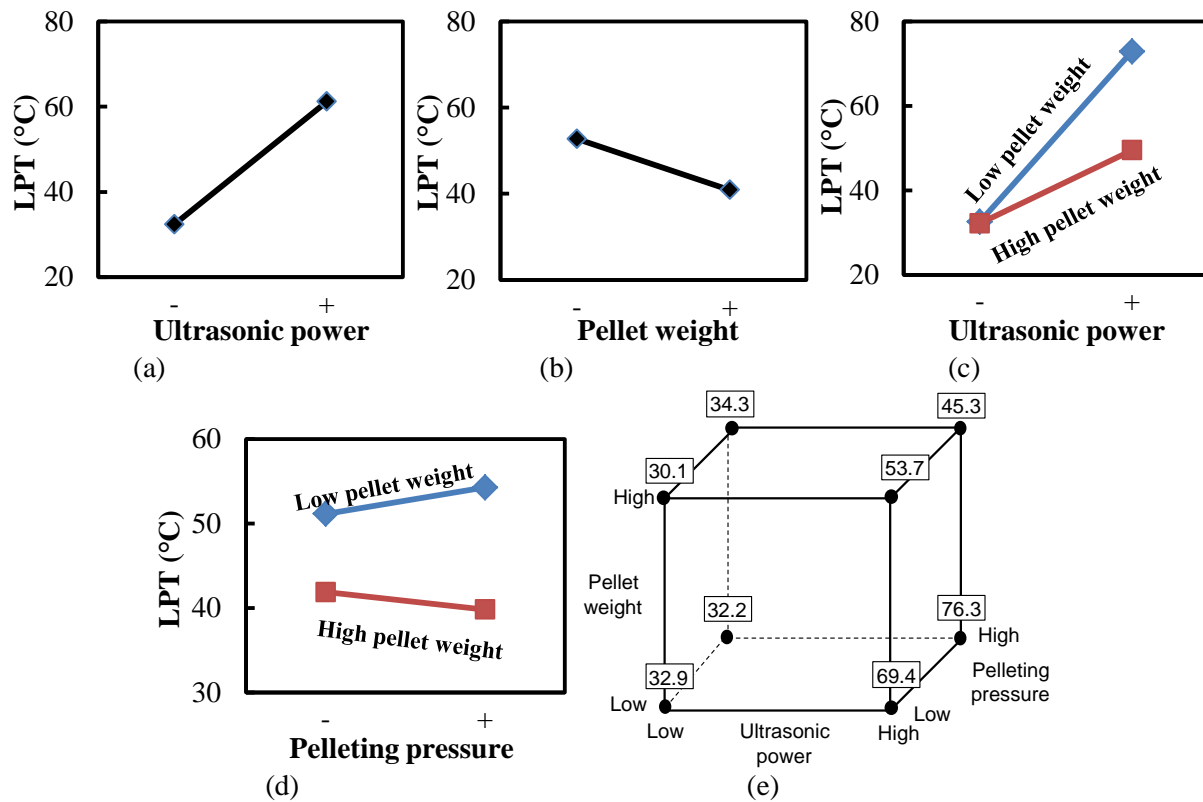 80
60
40
20
LPT (°C)
-
+
Ultrasonic power
(a)
80
60
40
20
LPT (°C)
-
+
Pellet weight
(b)
80
60
40
20
LPT (°C)
Low pellet weight
High pellet weight
-
+
Ultrasonic power
(c)
60
50
40
30
LPT (°C)
Low pellet weight
High pellet weight
-
+
Pelleting pressure
(d)
34.3
45.3
30.1
53.7
High
Pellet
weight
32.2
76.3
High
32.9
69.4
Pelleting
pressure
Low
Low
Low
Ultrasonic
power
High
(e)